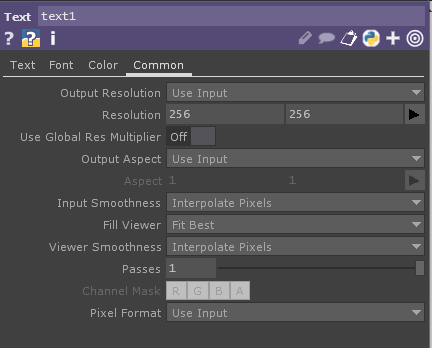 Text text1
? ? i
Text Font Color Common
Output Resolution Use Input
Resolution 256 256
Use Global Res Multiplier Off
Output Aspect Use Input
Aspect 1 1
Input Smoothness Interpolate Pixels
Fill Viewer Fit Best
Viewer Smoothness Interpolate Pixels
Passes 1
Channel Mask R G B A
Pixel Format Use Input